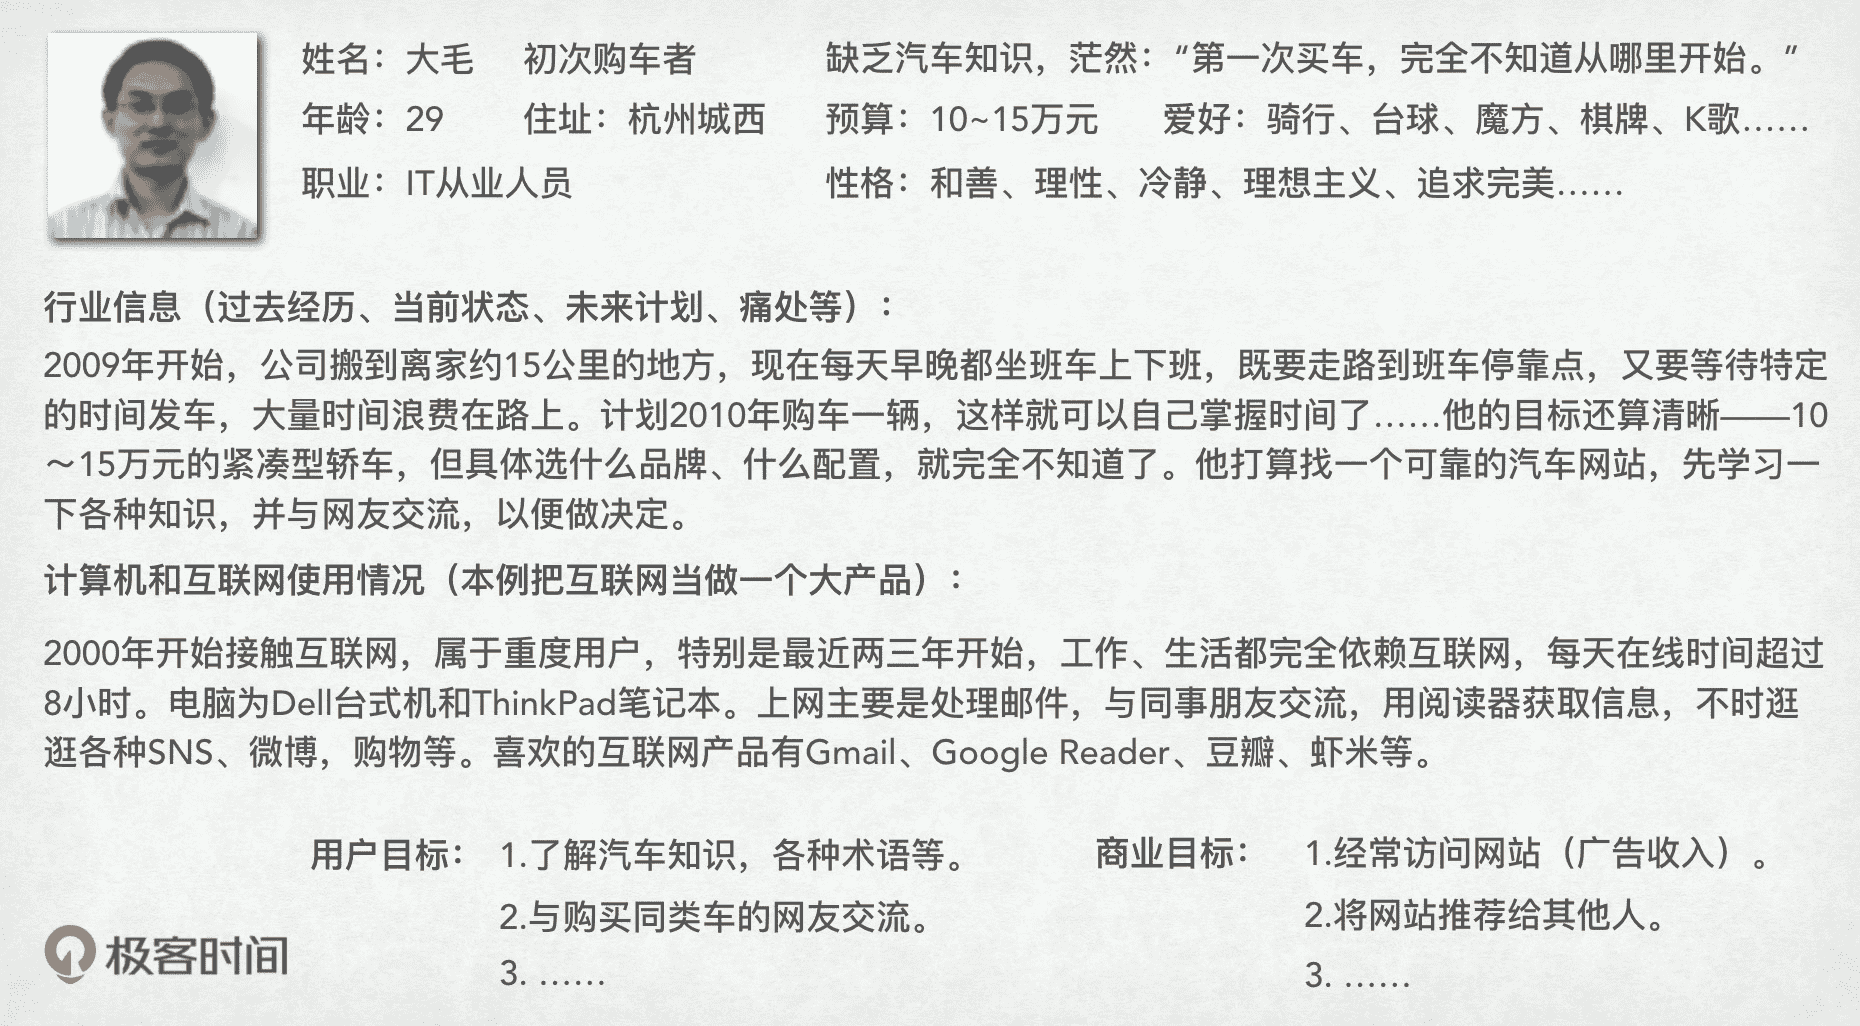 姓名：大毛 初次购车者 缺乏汽车知识，茫然：“第一次买车，完全不知道从哪里开始。”
年龄：29 住址：杭州城西 预算：10~15万元 爱好：骑行、台球、魔方、棋牌、K歌……
职业：IT从业人员 性格：和善、理性、冷静、理想主义、追求完美……
行业信息（过去经历、当前状态、未来计划、痛处等）：
2009年开始，公司搬到离家约15公里的地方，现在每天早晚都坐班车上下班，既要走路到班车停靠点，又要等待特定
的时间发车，大量时间浪费在路上。计划2010年购车一辆，这样就可以自己掌握时间了……他的目标还算清晰——10
～15万元的紧凑型轿车，但具体选什么品牌、什么配置，就完全不知道了。他打算找一个可靠的汽车网站，先学习一
下各种知识，并与网友交流，以便做决定。
计算机和互联网使用情况（本例把互联网当做一个大产品）：
2000年开始接触互联网，属于重度用户，特别是最近两三年开始，工作、生活都完全依赖互联网，每天在线时间超过
8小时。电脑为Dell台式机和ThinkPad笔记本。上网主要是处理邮件，与同事朋友交流，用阅读器获取信息，不时逛
逛各种SNS、微博，购物等。喜欢的互联网产品有Gmail、Google Reader、豆瓣、虾米等。
用户目标： 1.了解汽车知识，各种术语等。
2.与购买同类车的网友交流。
3. ……
商业目标： 1.经常访问网站（广告收入）。
2.将网站推荐给其他人。
3. ……
极客时间